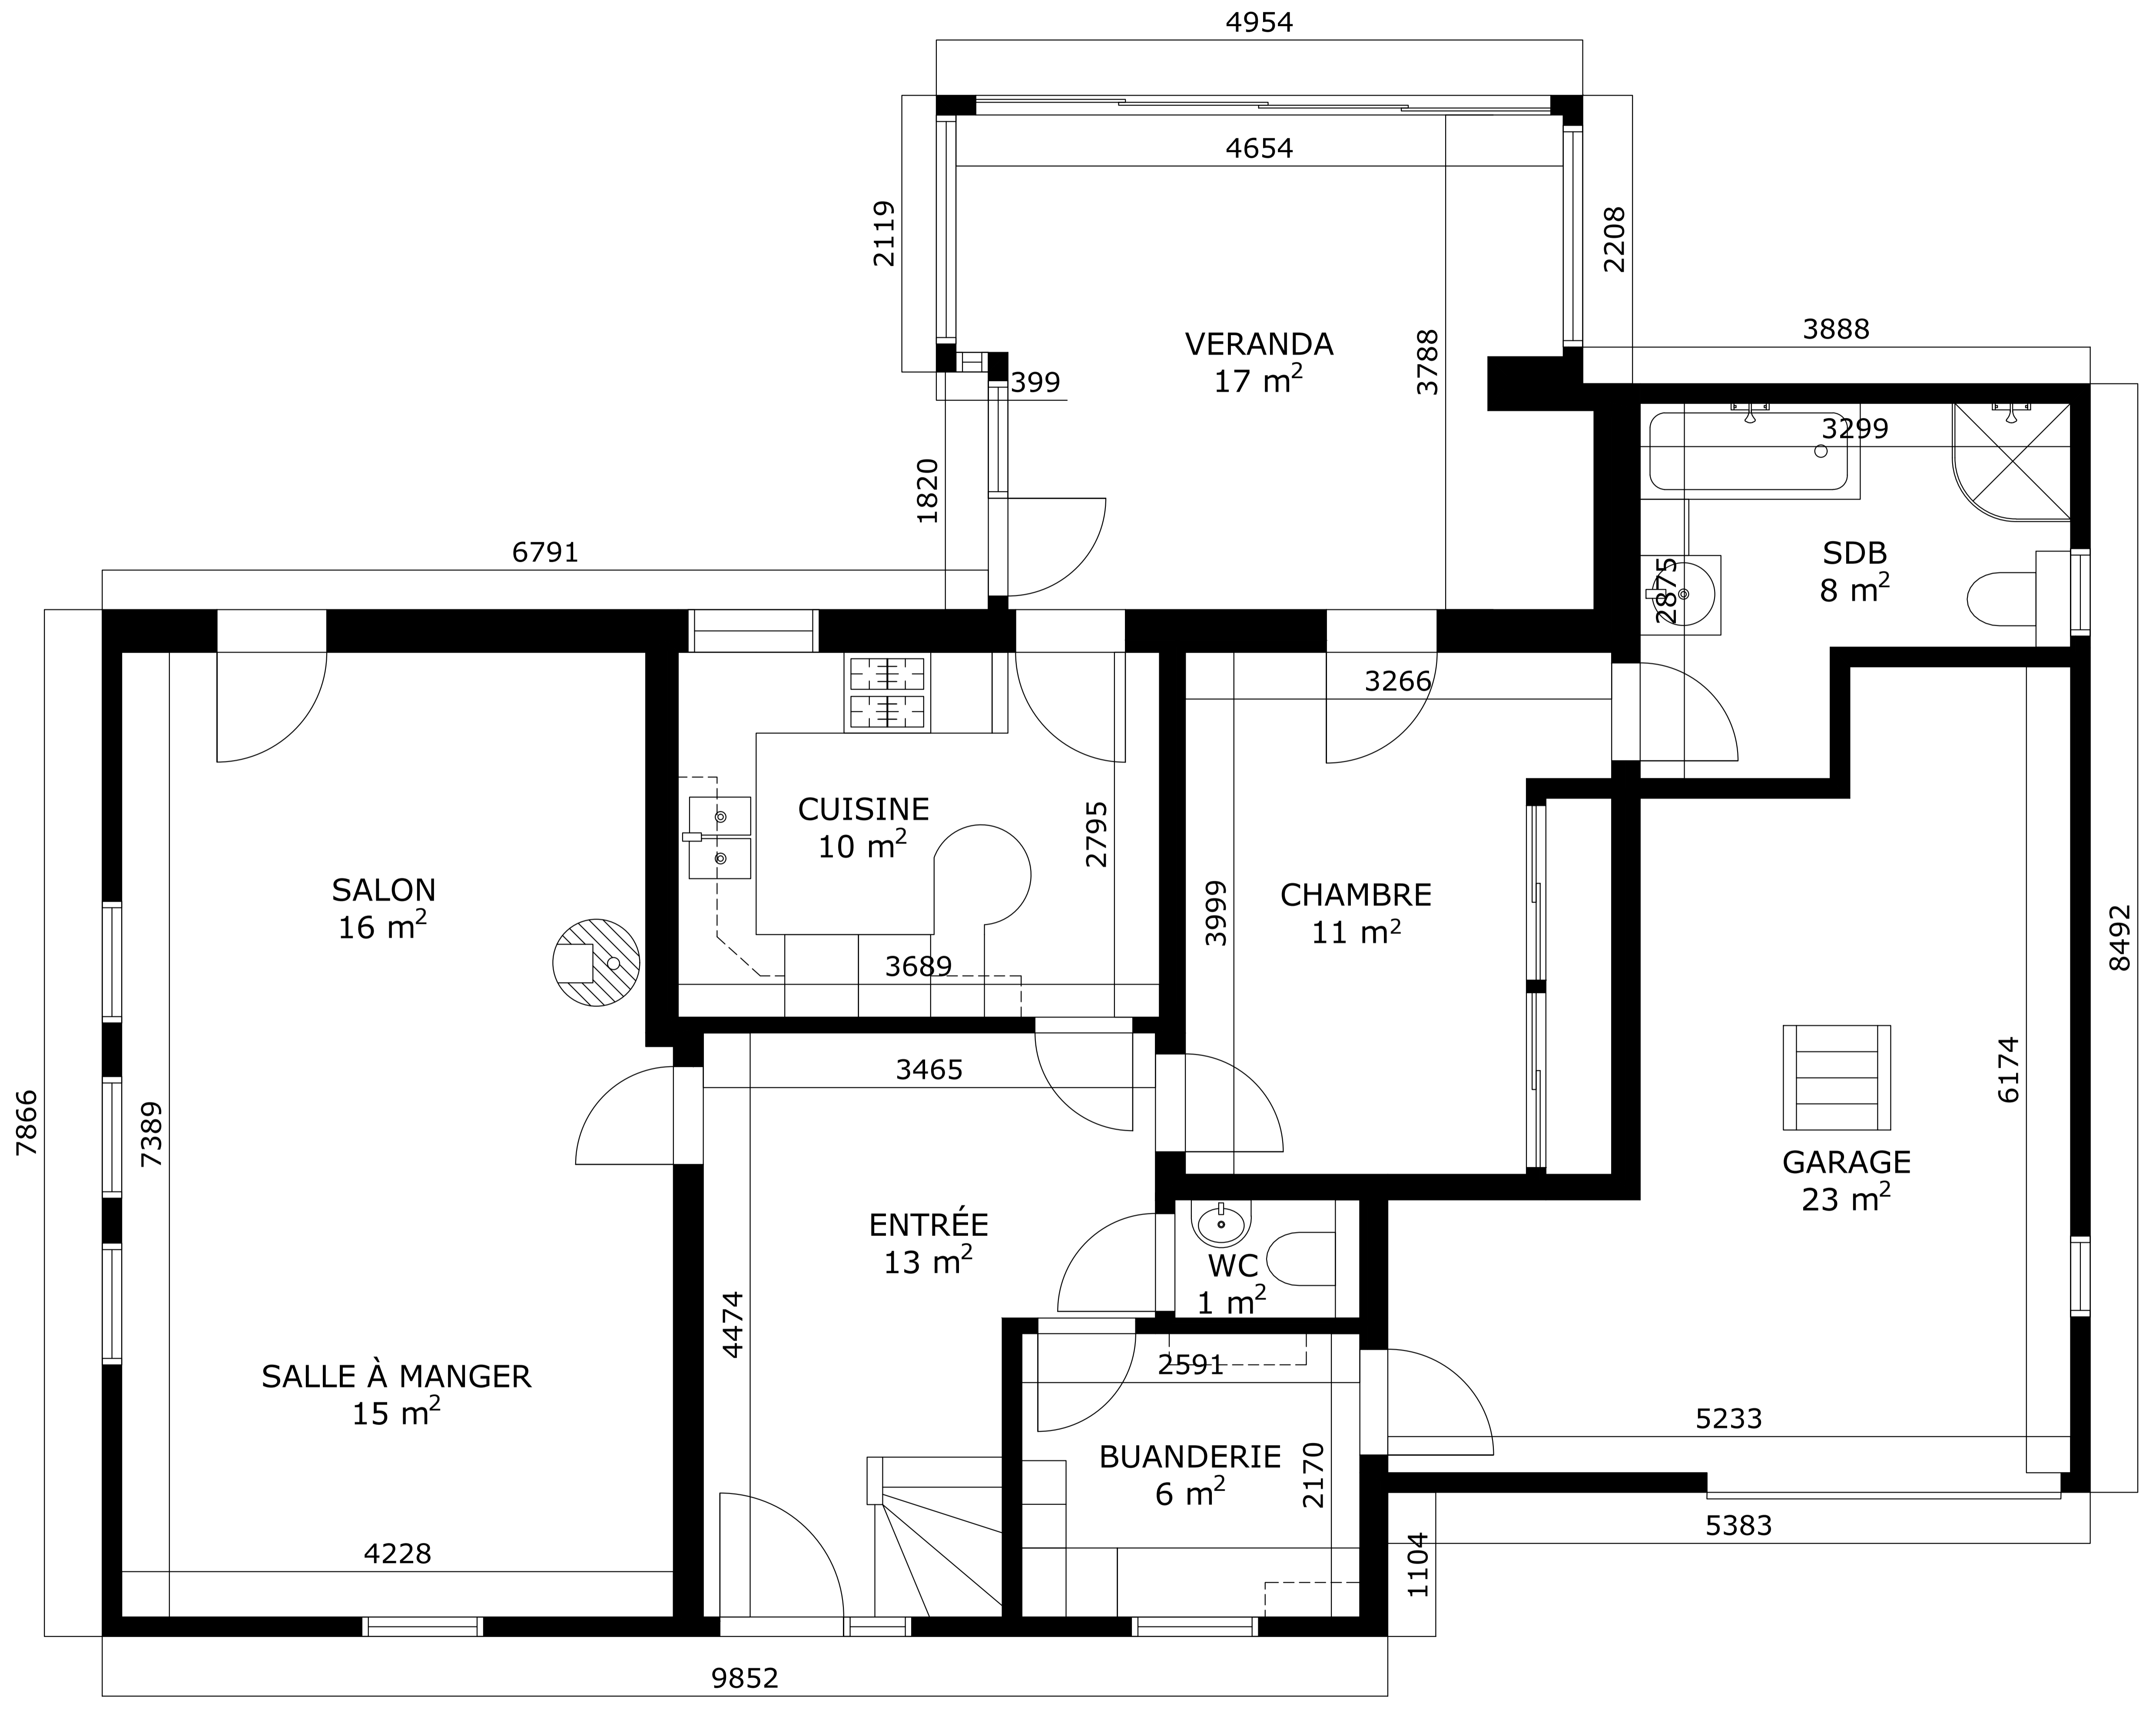 4954
4654
2119
2208
VERANDA
17 m²
3788
399
3888
3299
1820
6791
SDB
8 m²
2875
3266
CUISINE
10 m²
2795
SALON
16 m²
CHAMBRE
11 m²
3999
8492
3689
3465
6174
7866
7389
GARAGE
23 m²
ENTRÉE
13 m²
WC
1 m²
4474
SALLE À MANGER
15 m²
2591
5233
BUANDERIE
6 m²
2170
5383
4228
1104
9852